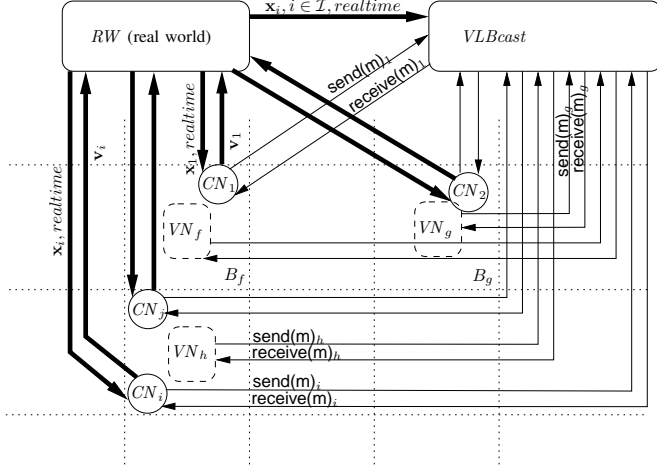 x_i, i ∈ I, realtime
RW (real world)
VLBcast
send(m)_1
receive(m)_1
x_1, realtime
v_1
v_i
x_i, realtime
send(m)_g
receive(m)_g
CN_1
CN_2
VN_f
VN_g
B_f
B_g
CN_j
send(m)_h
VN_h
receive(m)_h
send(m)_i
CN_i
receive(m)_i